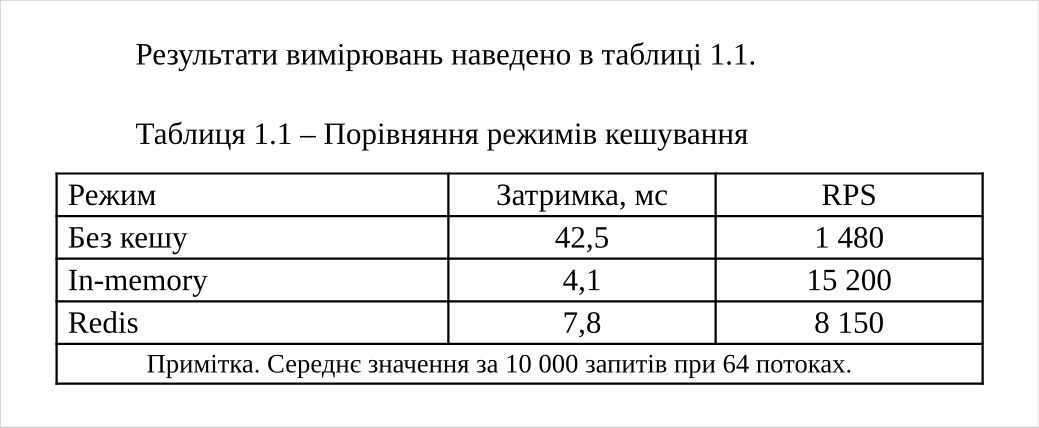 Результати вимірювань наведено в таблиці 1.1.
Таблиця 1.1 – Порівняння режимів кешування
Режим Затримка, мс RPS
Без кешу 42,5 1 480
In-memory 4,1 15 200
Redis 7,8 8 150
Примітка. Середнє значення за 10 000 запитів при 64 потоках.